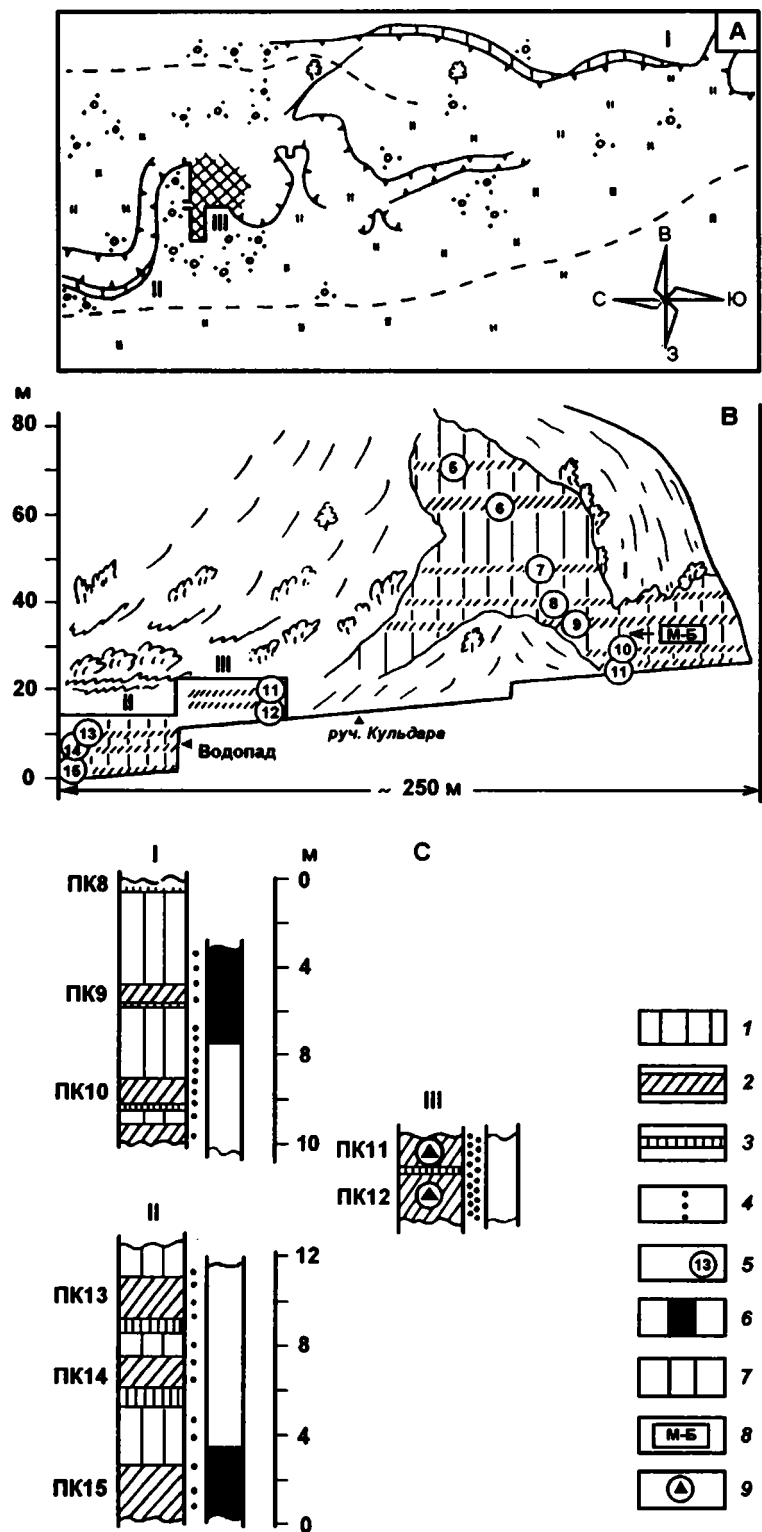 A
I
III
II
В
С
Ю
З
м
В
80
60
40
20
0
5
6
7
8
9
М-Б
10
11
III
11
12
II
13
14
15
Водопад
руч. Кульдара
~ 250 м
I
м
С
ПК8
0
4
ПК9
8
ПК10
10
III
ПК11
ПК12
II
12
ПК13
8
ПК14
4
ПК15
0
1
2
3
4
13
5
6
7
М-Б
8
9